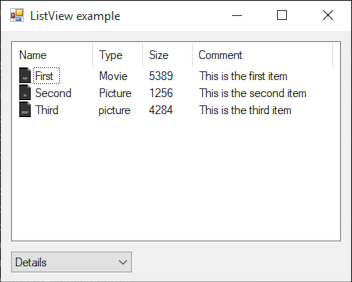 ListView example
Name Type Size Comment
First Movie 5389 This is the first item
Second Picture 1256 This is the second item
Third picture 4284 This is the third item
Details